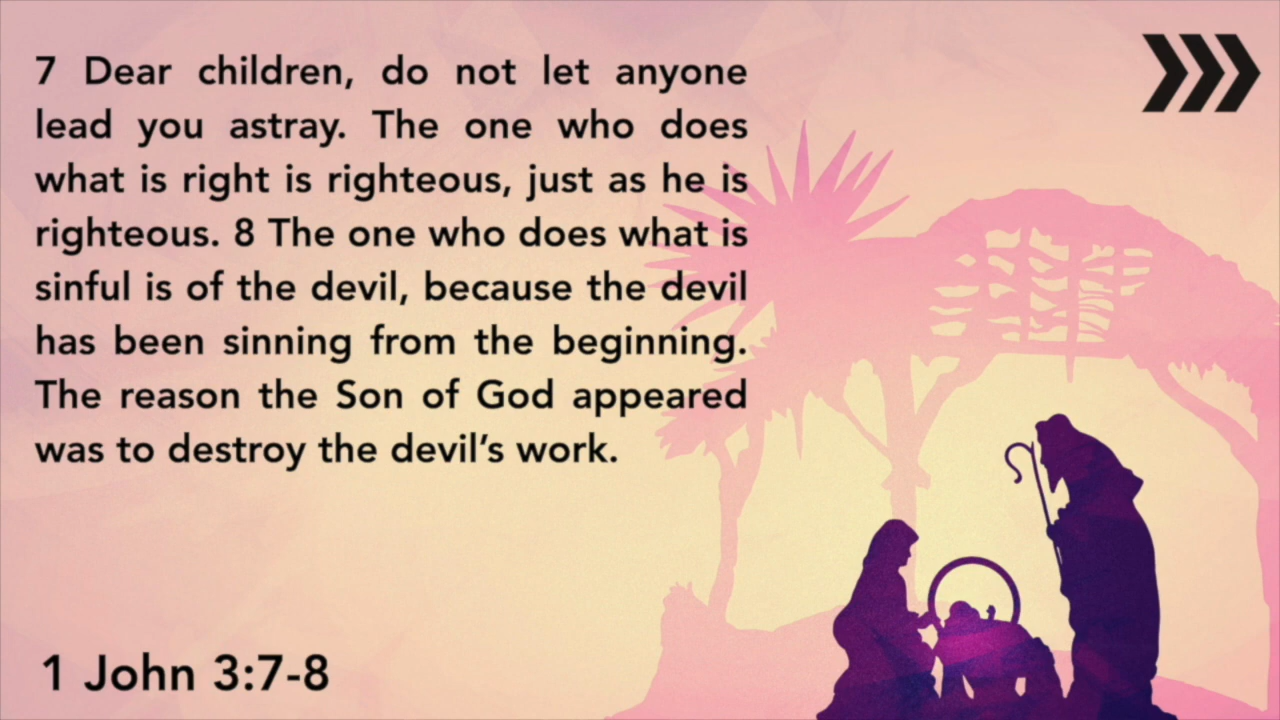 7 Dear children, do not let anyone
lead you astray. The one who does
what is right is righteous, just as he is
righteous. 8 The one who does what is
sinful is of the devil, because the devil
has been sinning from the beginning.
The reason the Son of God appeared
was to destroy the devil’s work.
1 John 3:7-8